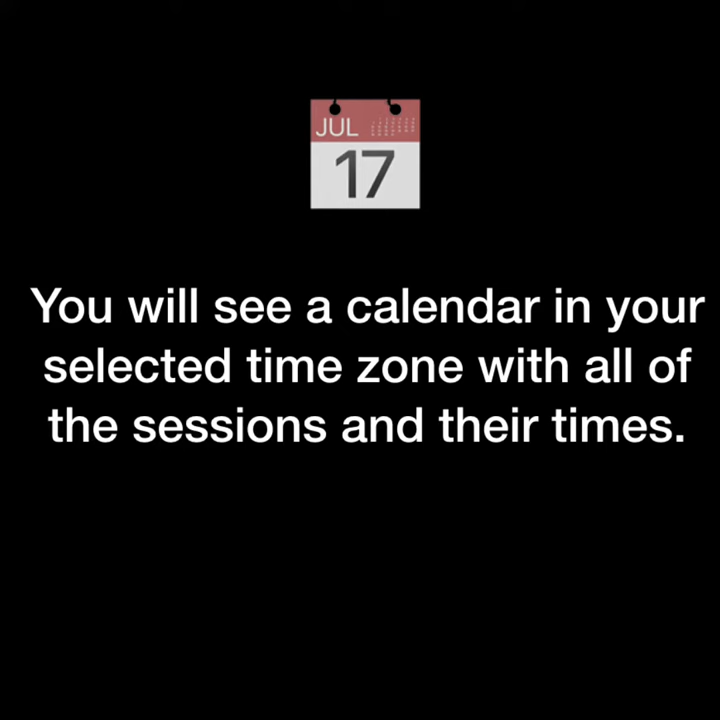 JUL
17
You will see a calendar in your
selected time zone with all of
the sessions and their times.